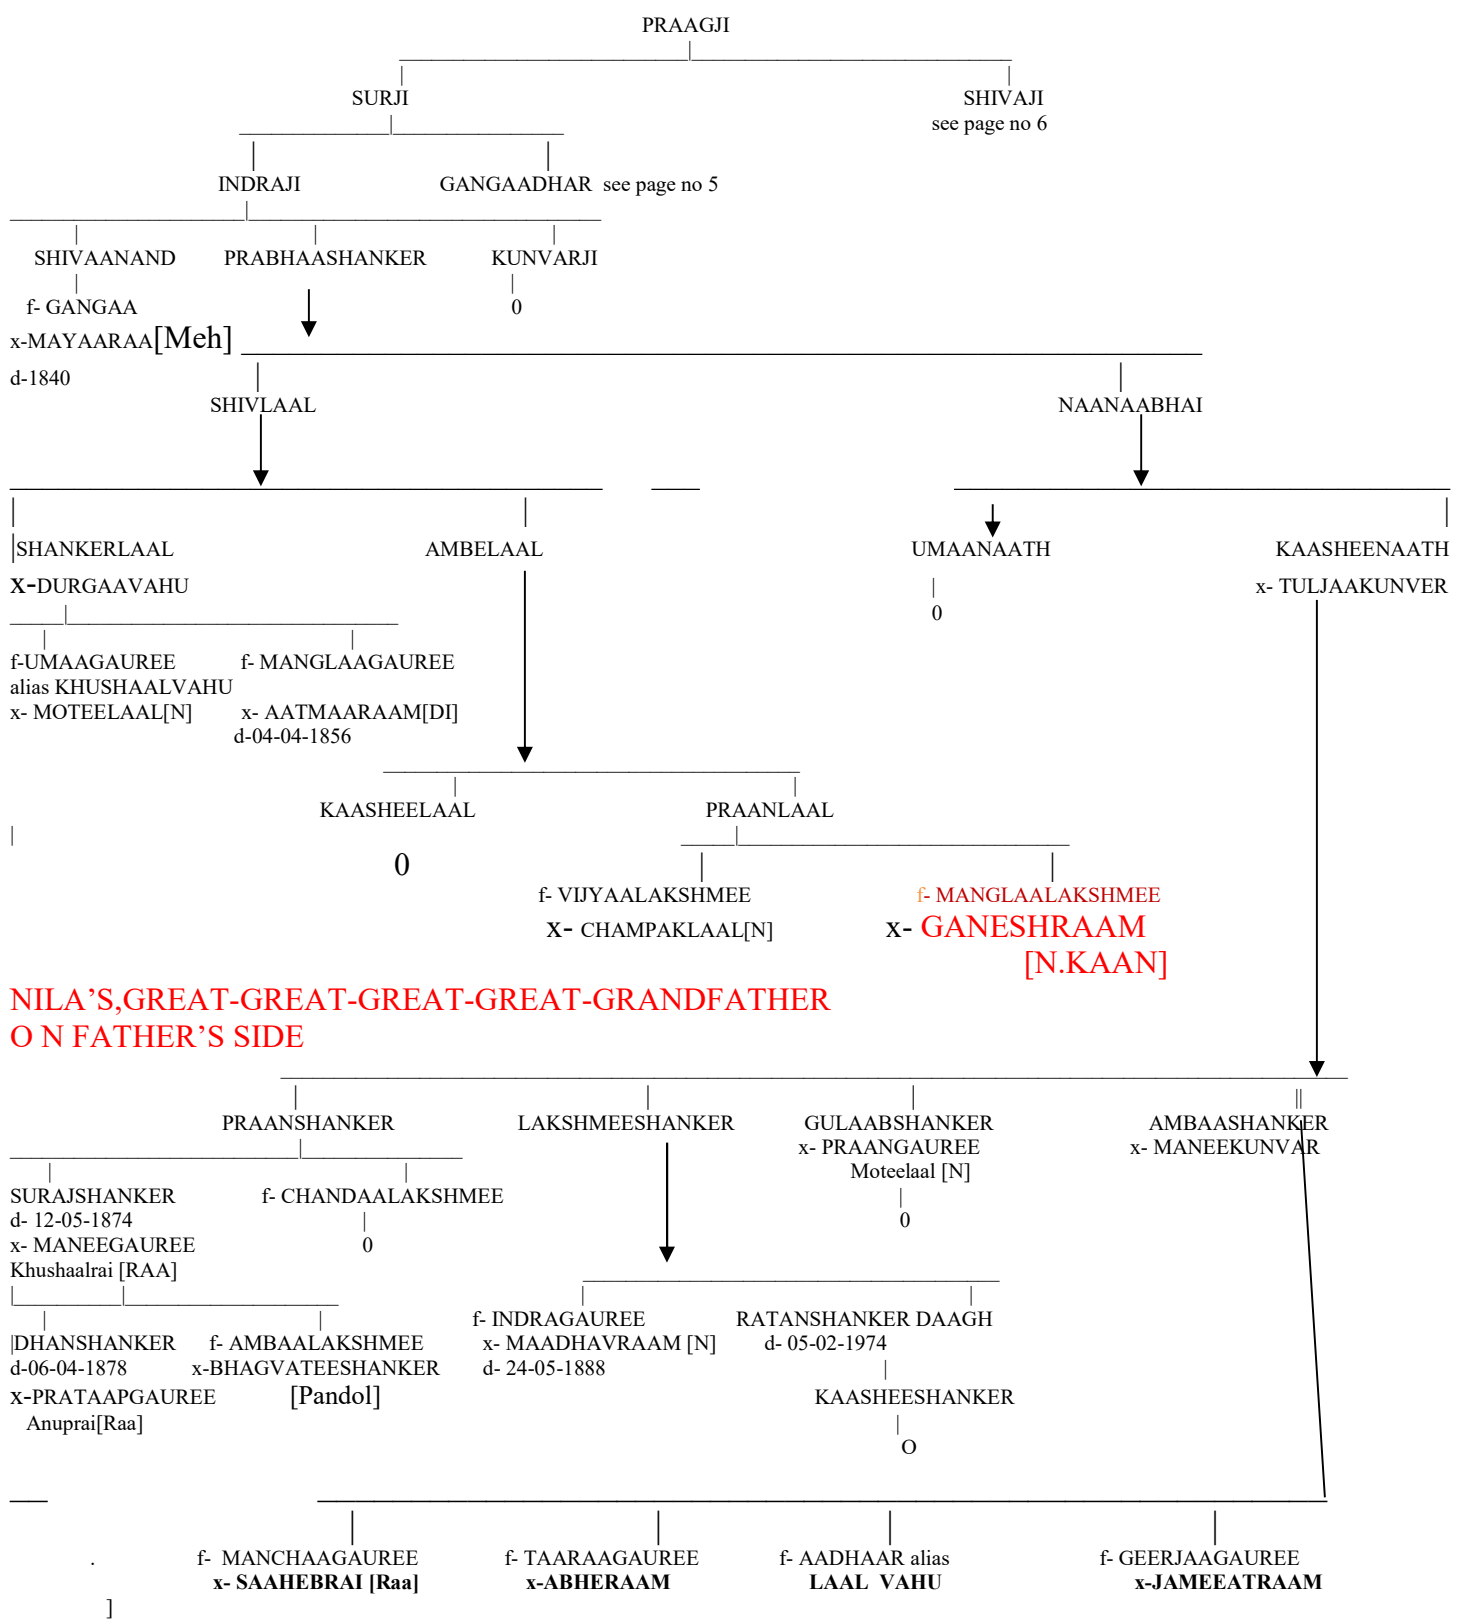 PRAAGJI
SURJI SHIVAJI
see page no 6
INDRAJI GANGAADHAR see page no 5
SHIVAANAND PRABHAASHANKER KUNVARJI
f- GANGAA 0
x-MAYAARAA[Meh]
d-1840
SHIVLAAL NAANAABHAI
SHANKERLAAL AMBELAAL UMAANAATH KAASHEENAATH
x-DURGAAVAHU x- TULJAAKUNVER
0
f-UMAAGAUREE f- MANGLAAGAUREE
alias KHUSHAALVAHU
x- MOTEELAAL[N] x- AATMAARAAM[DI]
d-04-04-1856
KAASHEELAAL PRAANLAAL
0
f- VIJYAALAKSHMEE f- MANGLAALAKSHMEE
x- CHAMPAKLAAL[N] x- GANESHRAAM
[N.KAAN]
NILA’S,GREAT-GREAT-GREAT-GREAT-GRANDFATHER
O N FATHER’S SIDE
PRAANSHANKER LAKSHMEESHANKER GULAABSHANKER AMBAASHANKER
x- PRAANGAUREE x- MANEEKUNVAR
Moteelaal [N]
SURAJSHANKER f- CHANDAALAKSHMEE
d- 12-05-1874 0
x- MANEEGAUREE 0
Khushaalrai [RAA]
f- INDRAGAUREE RATANSHANKER DAAGH
DHANSHANKER f- AMBAALAKSHMEE x- MAADHAVRAAM [N] d- 05-02-1974
d-06-04-1878 x-BHAGVATEESHANKER d- 24-05-1888
x-PRATAAPGAUREE [Pandol] KAASHEESHANKER
Anuprai[Raa]
O
. f- MANCHAAGAUREE f- TAARAAGAUREE f- AADHAAR alias f- GEERJAAGAUREE
x- SAAHEBRAI [Raa] x-ABHERAAM LAAL VAHU x-JAMEEATRAAM
]